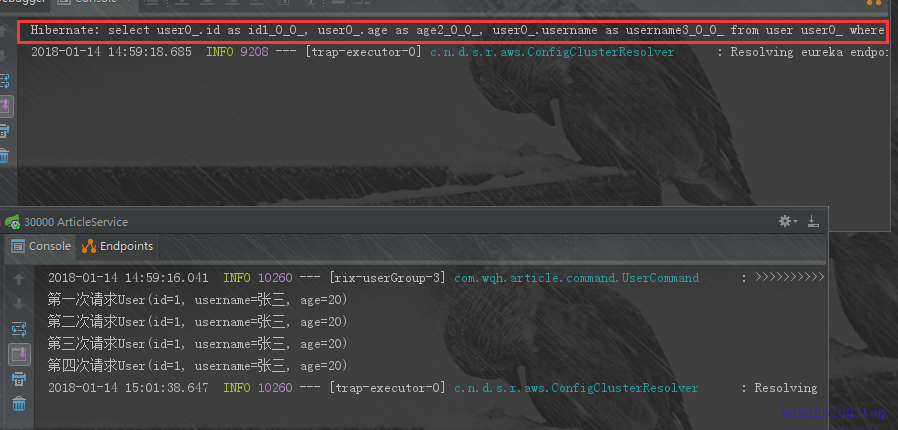 Debugger Console
Hibernate: select user0_.id as id1_0_0_, user0_.age as age2_0_0_, user0_.username as username3_0_0_ from user user0_ where
2018-01-14 14:59:18.685 INFO 9208 --- [trap-executor-0] c.n.d.s.r.aws.ConfigClusterResolver : Resolving eureka endpoi
30000 ArticleService
Console Endpoints
2018-01-14 14:59:16.041 INFO 10260 --- [rix-userGroup-3] com.wqh.article.command.UserCommand : >>>>>>>>>>
第一次请求User(id=1, username=张三, age=20)
第二次请求User(id=1, username=张三, age=20)
第三次请求User(id=1, username=张三, age=20)
第四次请求User(id=1, username=张三, age=20)
2018-01-14 15:01:38.647 INFO 10260 --- [trap-executor-0] c.n.d.s.r.aws.ConfigClusterResolver : Resolving